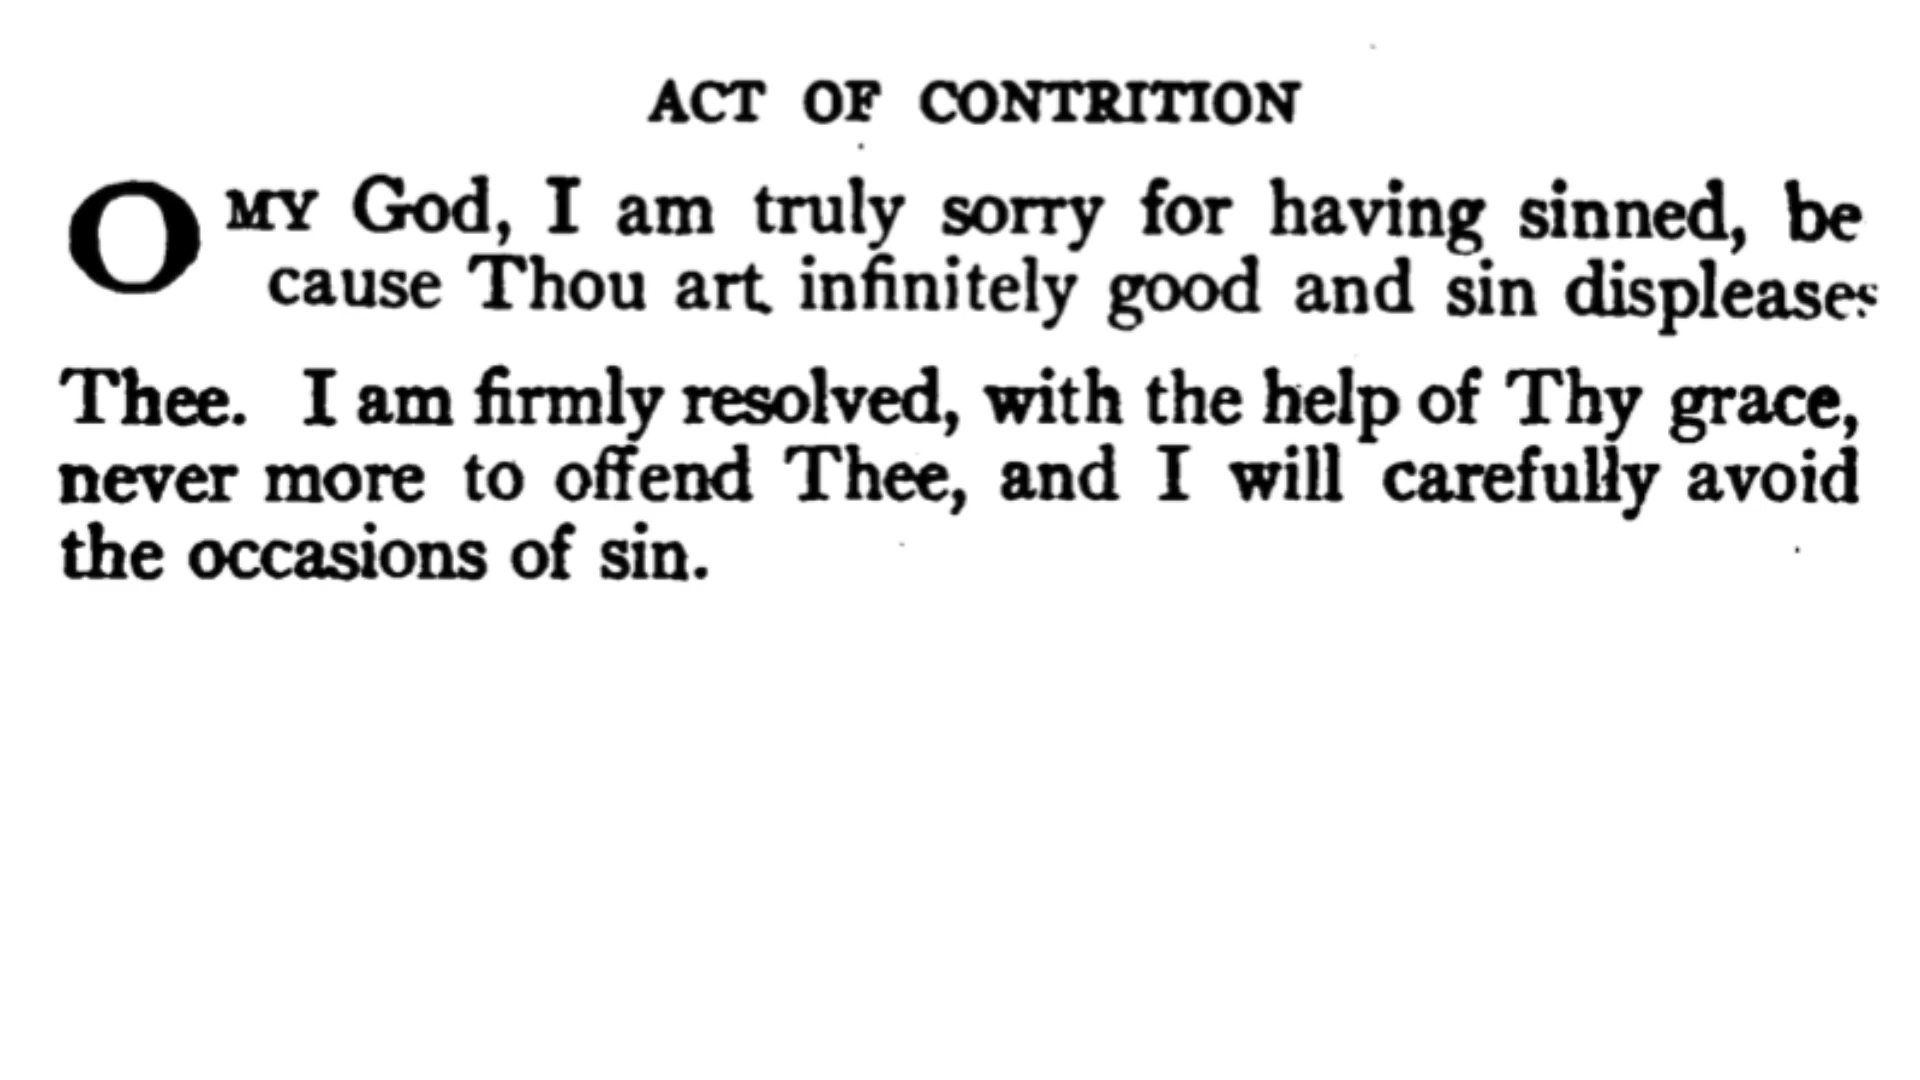 ACT OF CONTRITION
O MY God, I am truly sorry for having sinned, be
cause Thou art infinitely good and sin displeases
Thee. I am firmly resolved, with the help of Thy grace,
never more to offend Thee, and I will carefully avoid
the occasions of sin.